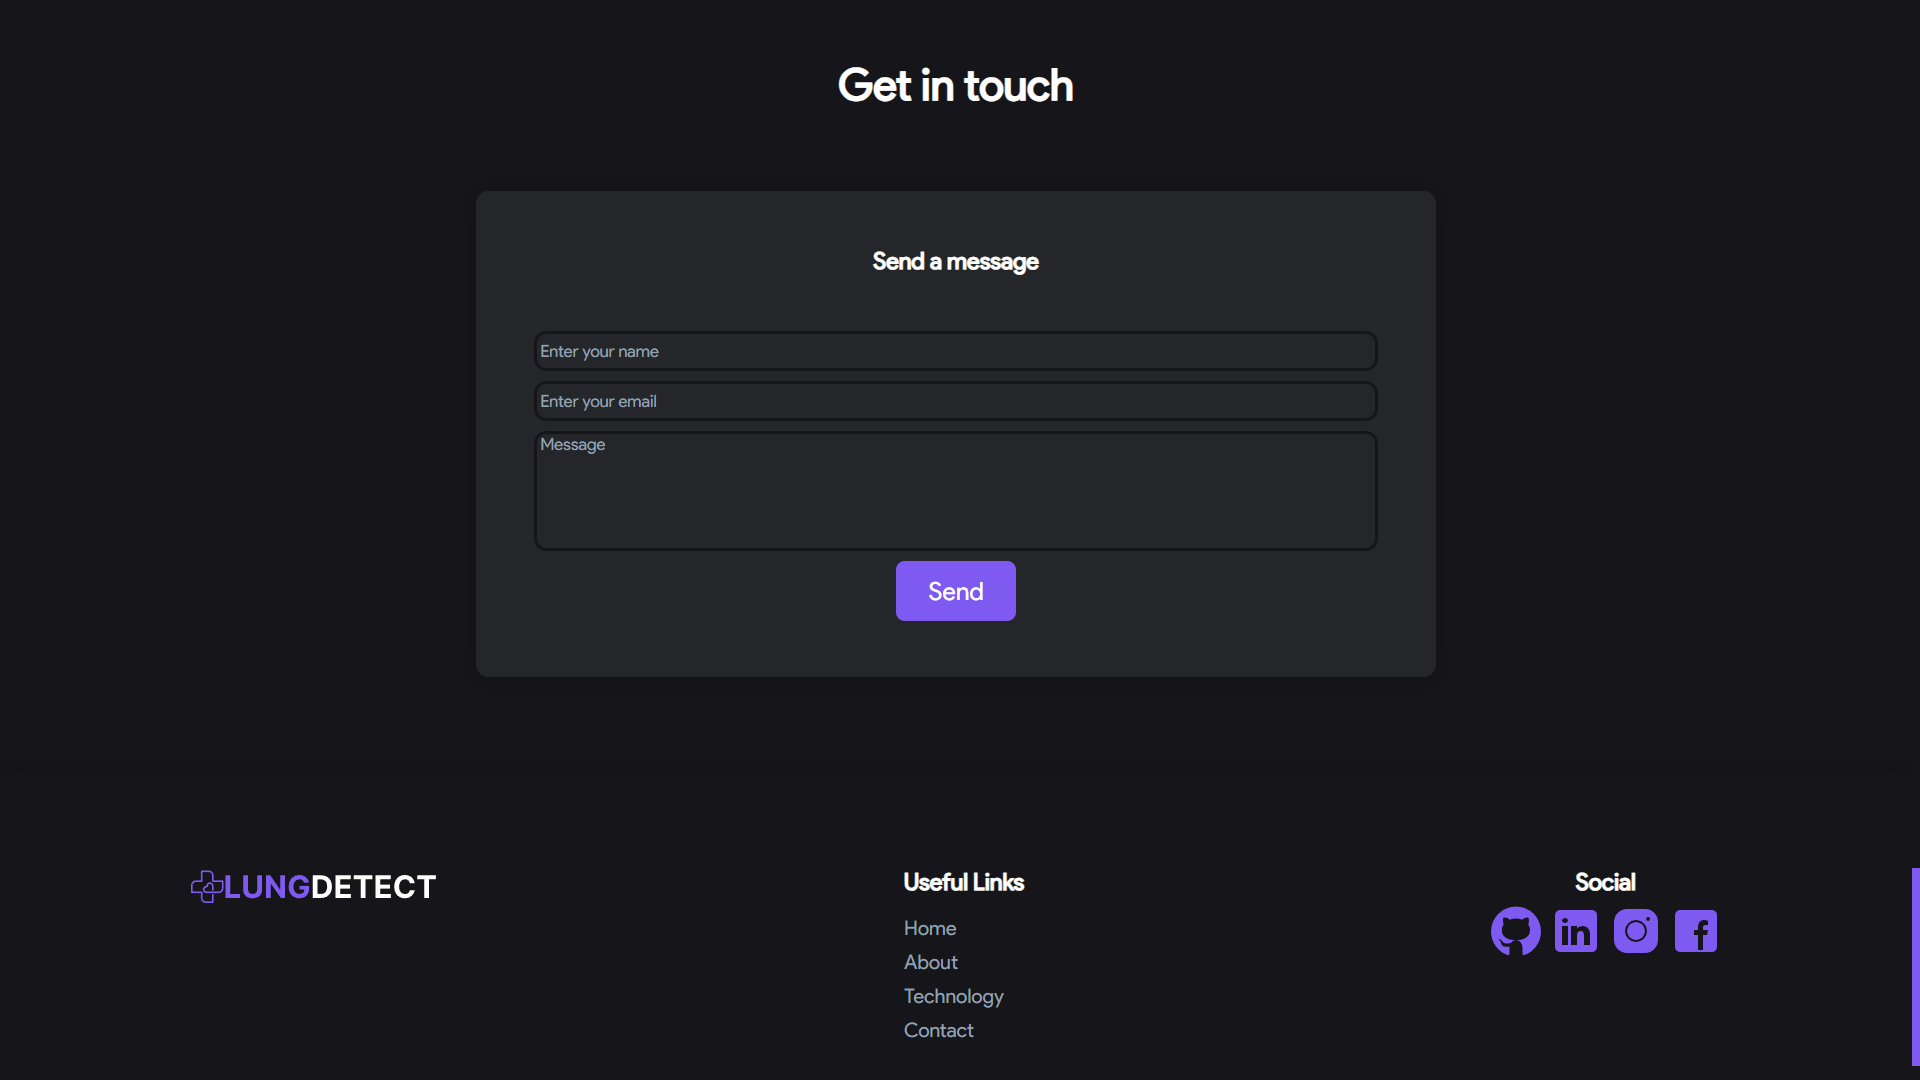 Get in touch
Send a message
Enter your name
Enter your email
Message
Send
LUNGDETECT
Useful Links
Home
About
Technology
Contact
Social